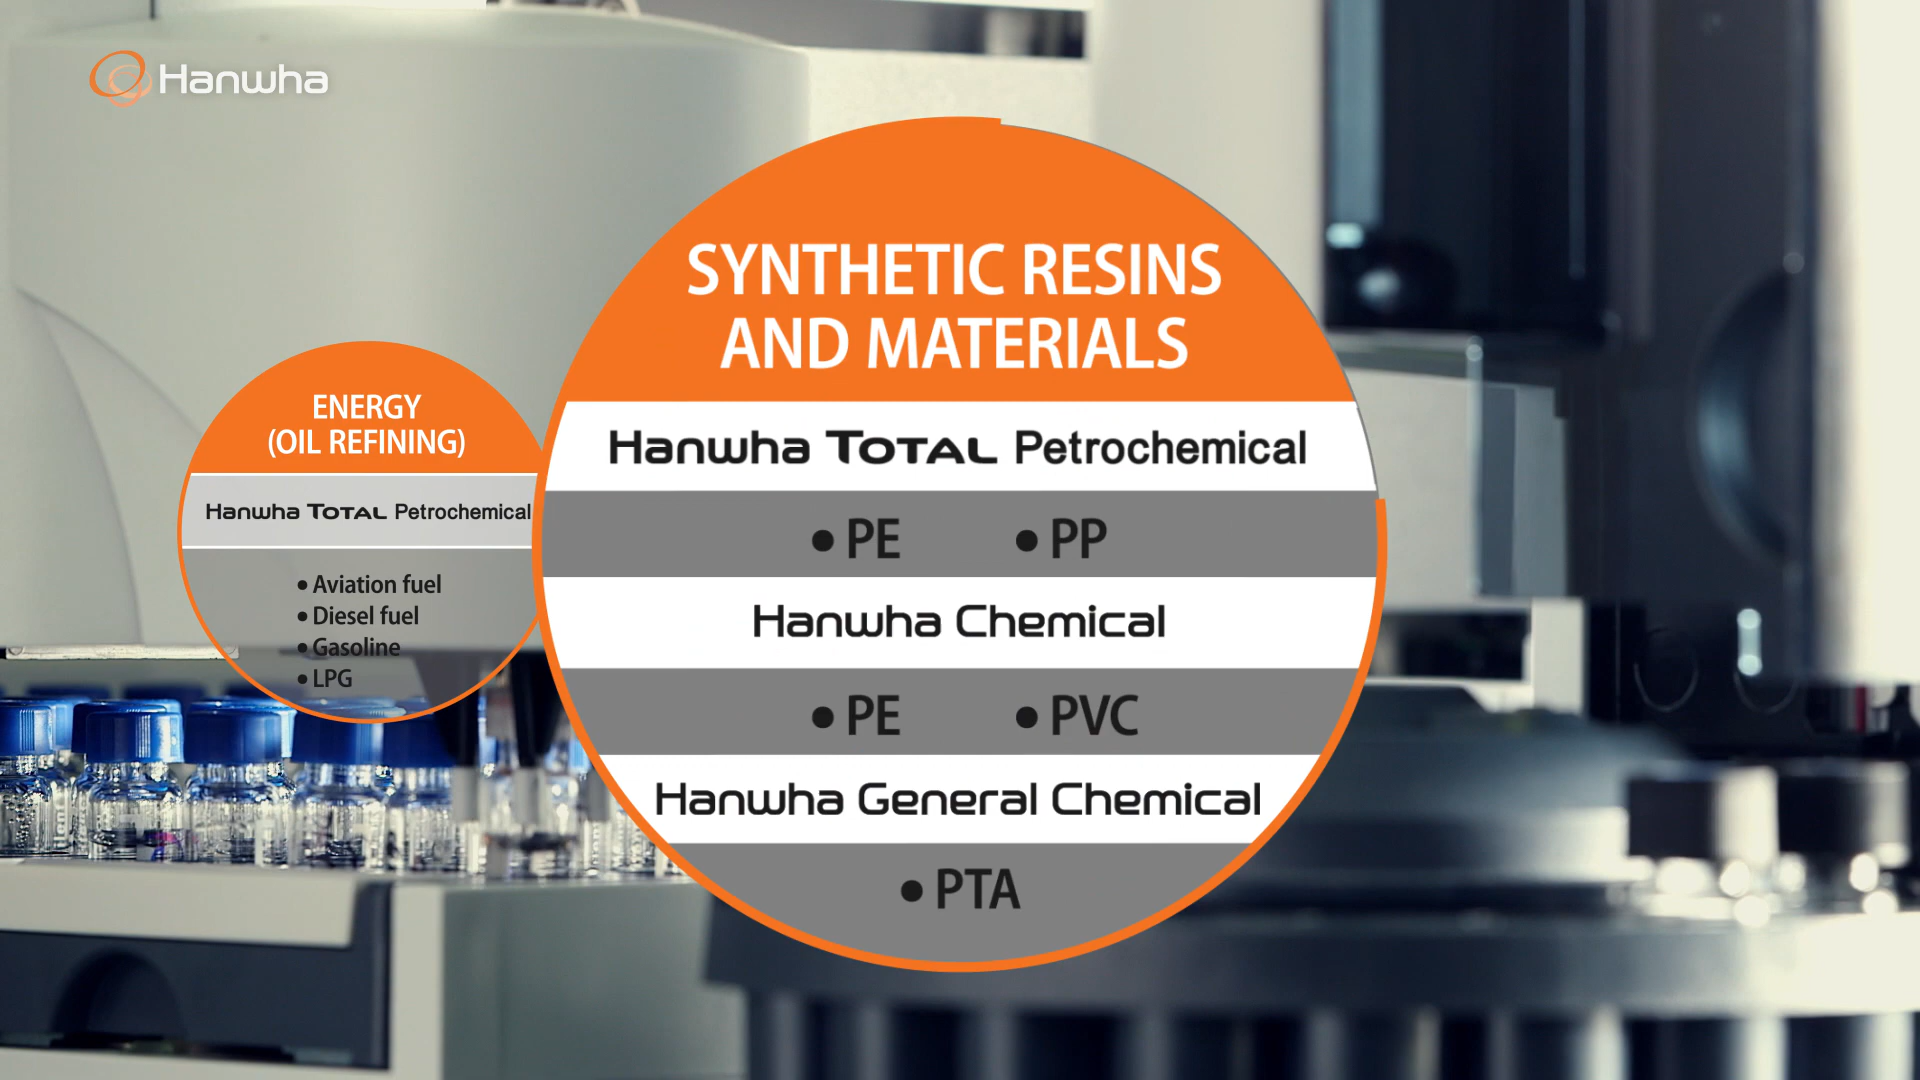 Hanwha
ENERGY
(OIL REFINING)
Hanwha TOTAL Petrochemical
• Aviation fuel
• Diesel fuel
• Gasoline
• LPG
SYNTHETIC RESINS
AND MATERIALS
Hanwha TOTAL Petrochemical
• PE • PP
Hanwha Chemical
• PE • PVC
Hanwha General Chemical
• PTA